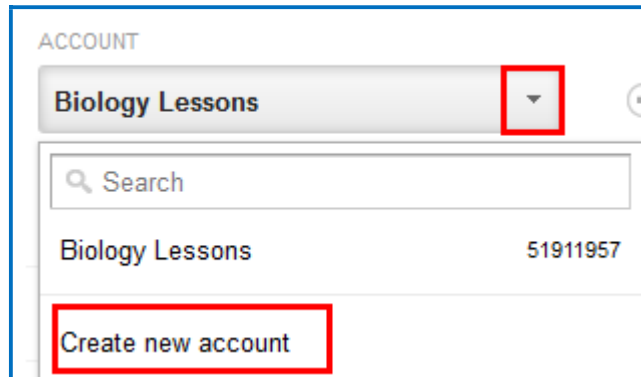 ACCOUNT
Biology Lessons
Search
Biology Lessons 51911957
Create new account